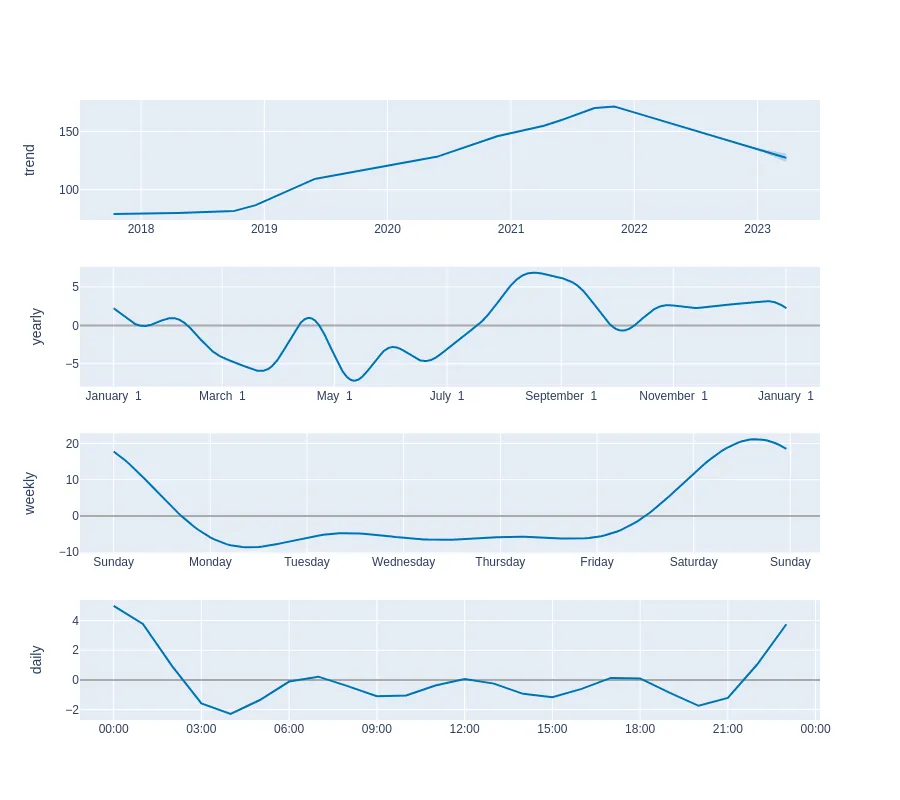 trend
150
100
2018 2019 2020 2021 2022 2023
yearly
5
0
−5
January 1 March 1 May 1 July 1 September 1 November 1 January 1
weekly
20
10
0
−10
Sunday Monday Tuesday Wednesday Thursday Friday Saturday Sunday
daily
4
2
0
−2
00:00 03:00 06:00 09:00 12:00 15:00 18:00 21:00 00:00